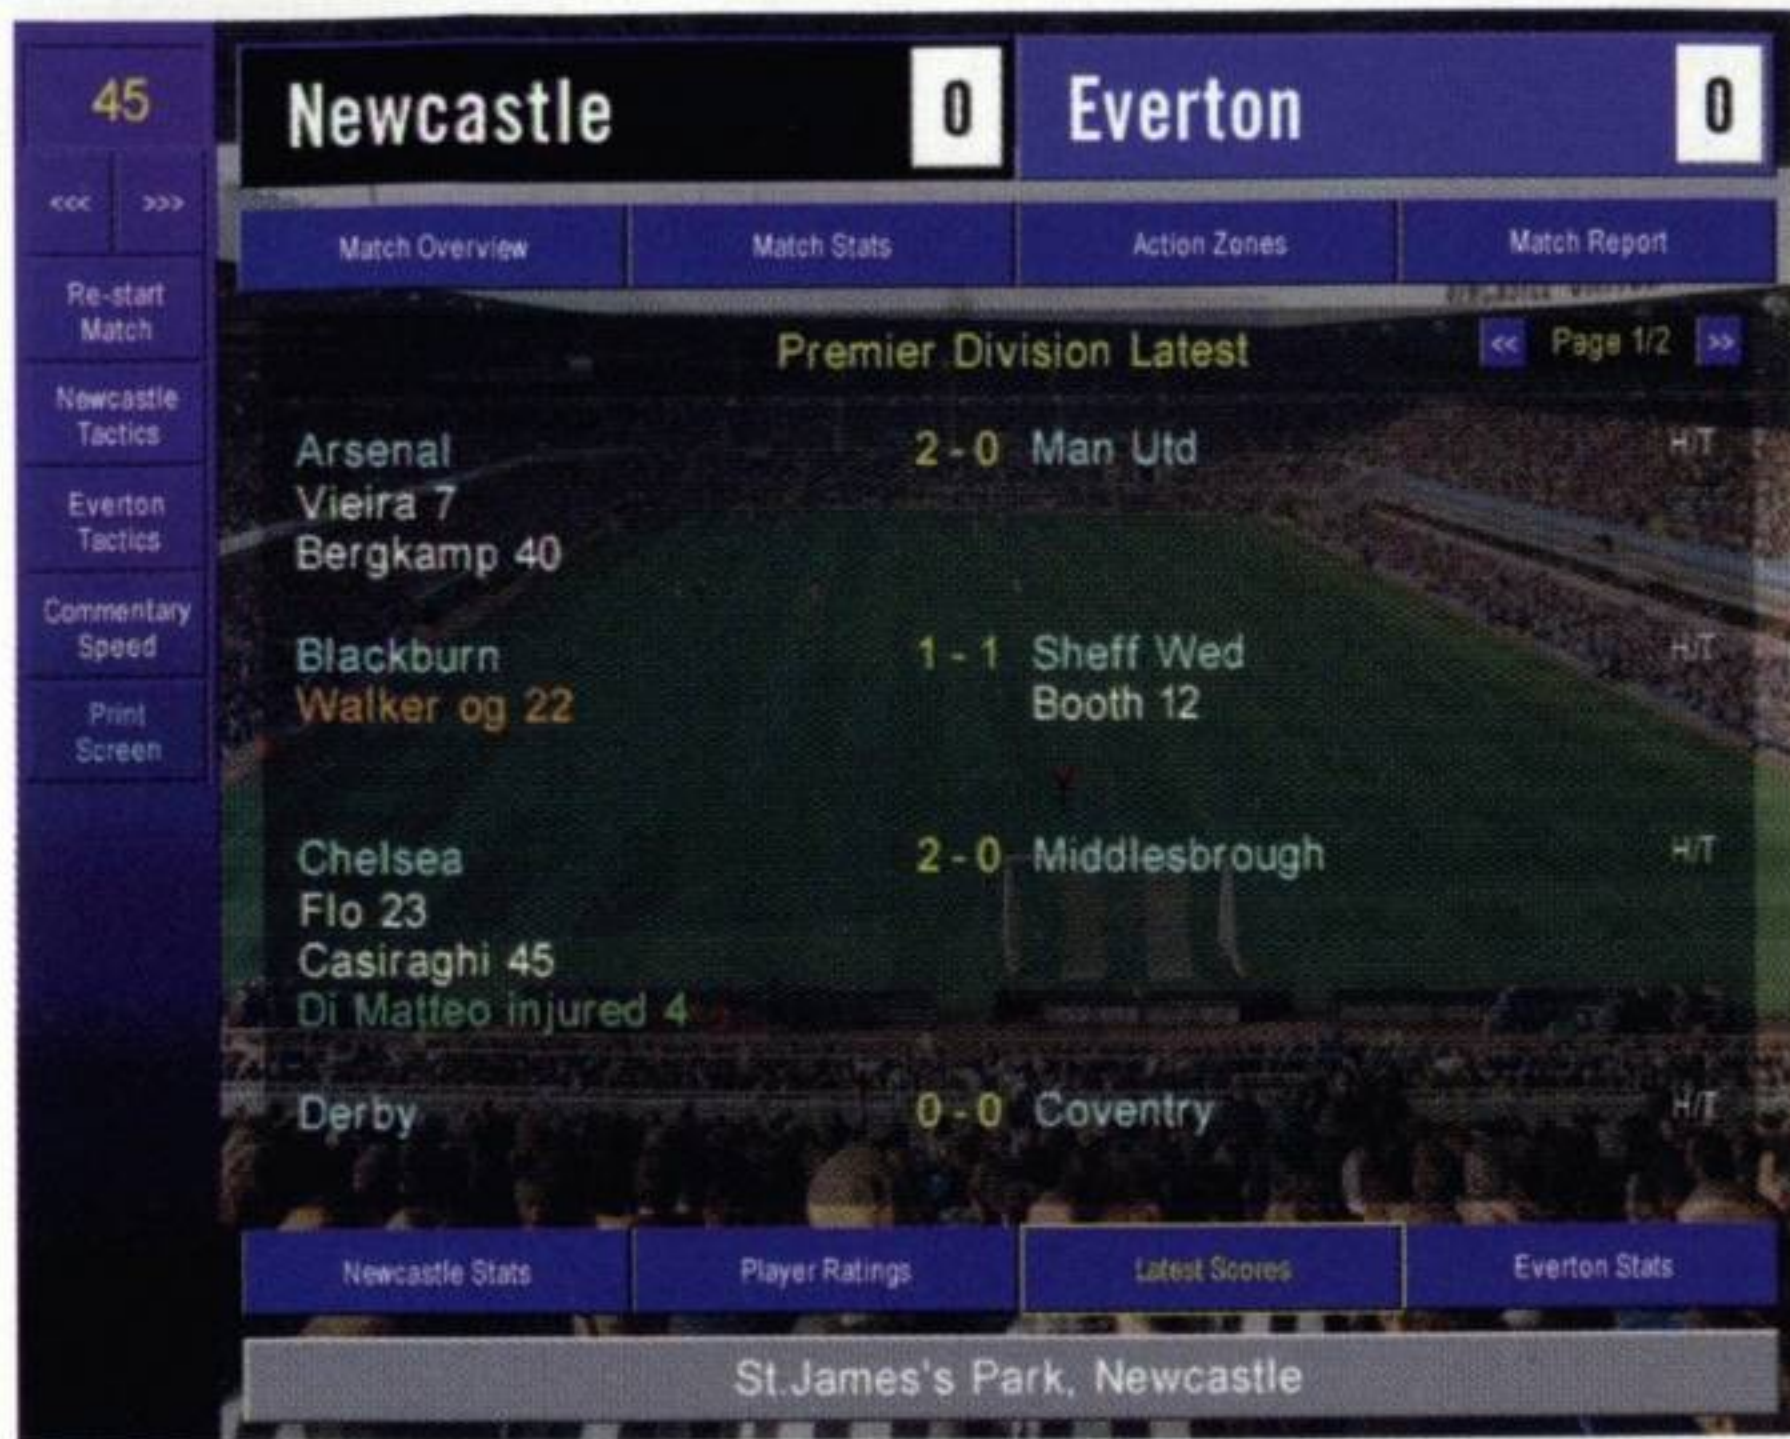 45
Newcastle 0 Everton 0
<<< >>>
Match Overview Match Stats Action Zones Match Report
Re-start
Match
Newcastle
Tactics
Everton
Tactics
Commentary
Speed
Print
Screen
Premier Division Latest
<< Page 1/2 >>
Arsenal 2 - 0 Man Utd H/T
Vieira 7
Bergkamp 40
Blackburn 1 - 1 Sheff Wed H/T
Walker og 22 Booth 12
Chelsea 2 - 0 Middlesbrough H/T
Flo 23
Casiraghi 45
Di Matteo injured 4
Derby 0 - 0 Coventry H/T
Newcastle Stats Player Ratings Latest Scores Everton Stats
St.James's Park, Newcastle